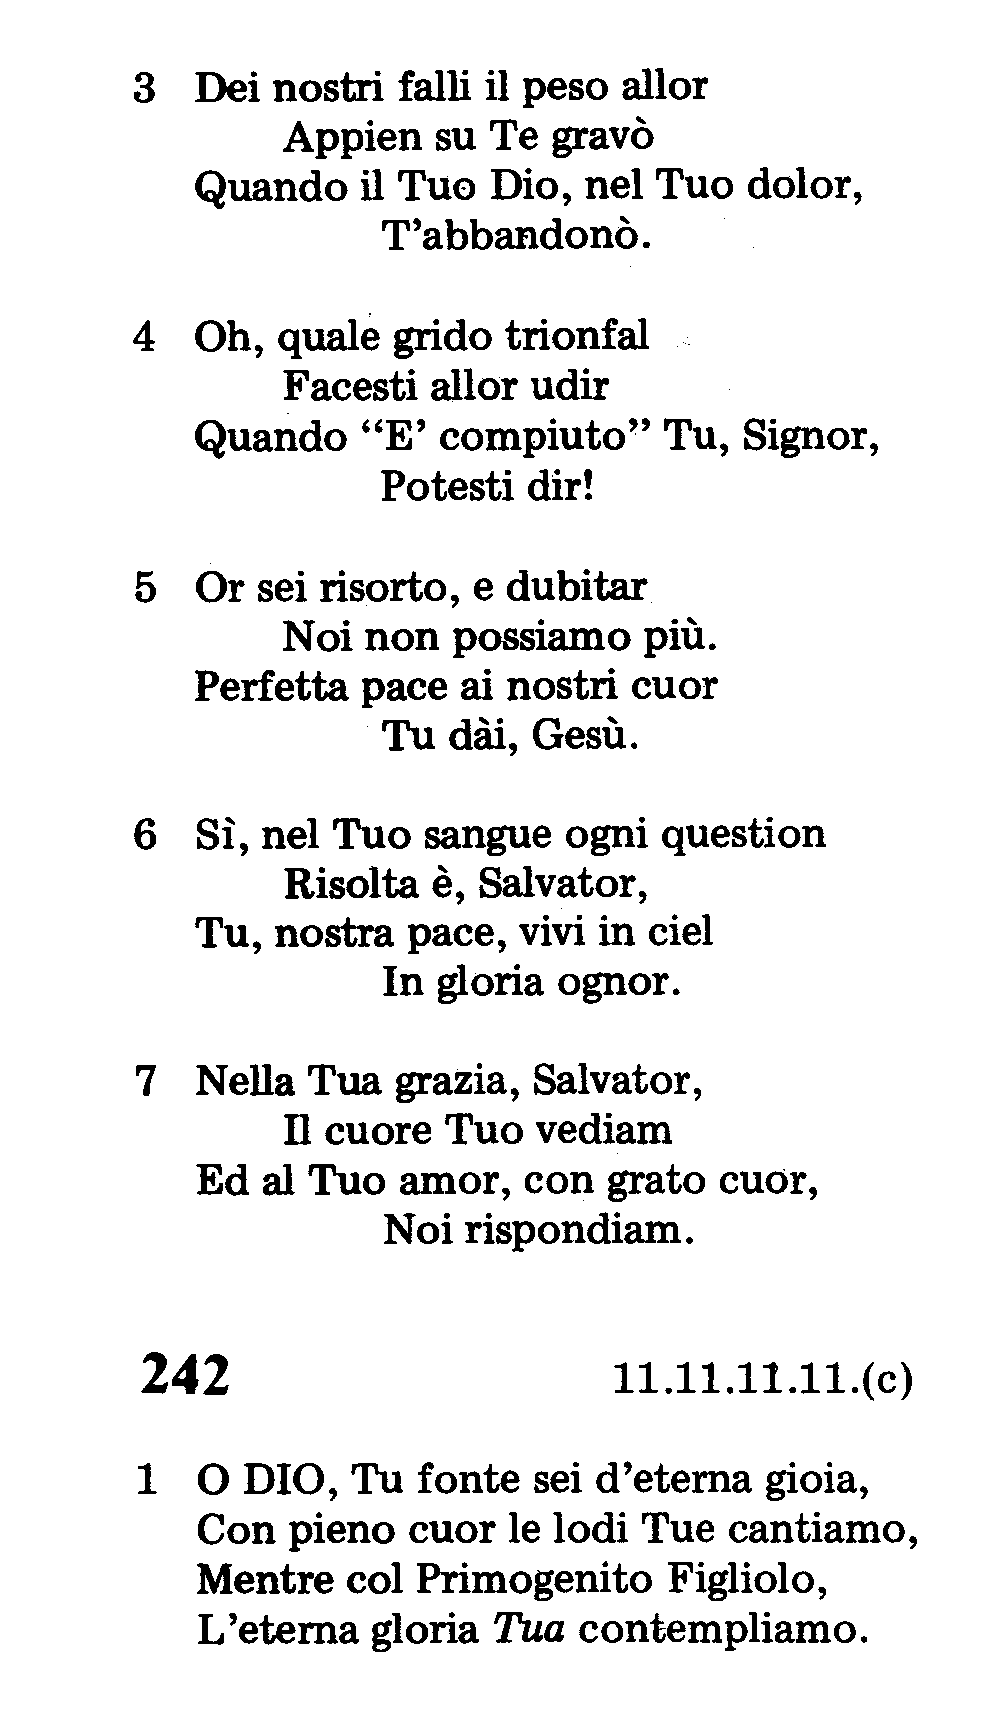 3 Dei nostri falli il peso allor
Appien su Te gravò
Quando il Tuo Dio, nel Tuo dolor,
T'abbandonò.
4 Oh, quale grido trionfal
Facesti allor udir
Quando “E’ compiuto” Tu, Signor,
Potesti dir!
5 Or sei risorto, e dubitar
Noi non possiamo più.
Perfetta pace ai nostri cuor
Tu dài, Gesù.
6 Sì, nel Tuo sangue ogni question
Risolta è, Salvator,
Tu, nostra pace, vivi in ciel
In gloria ognor.
7 Nella Tua grazia, Salvator,
Il cuore Tuo vediam
Ed al Tuo amor, con grato cuor,
Noi rispondiam.
242 11.11.11.11.(c)
1 O DIO, Tu fonte sei d'eterna gioia,
Con pieno cuor le lodi Tue cantiamo,
Mentre col Primogenito Figliolo,
L'eterna gloria Tua contempliamo.